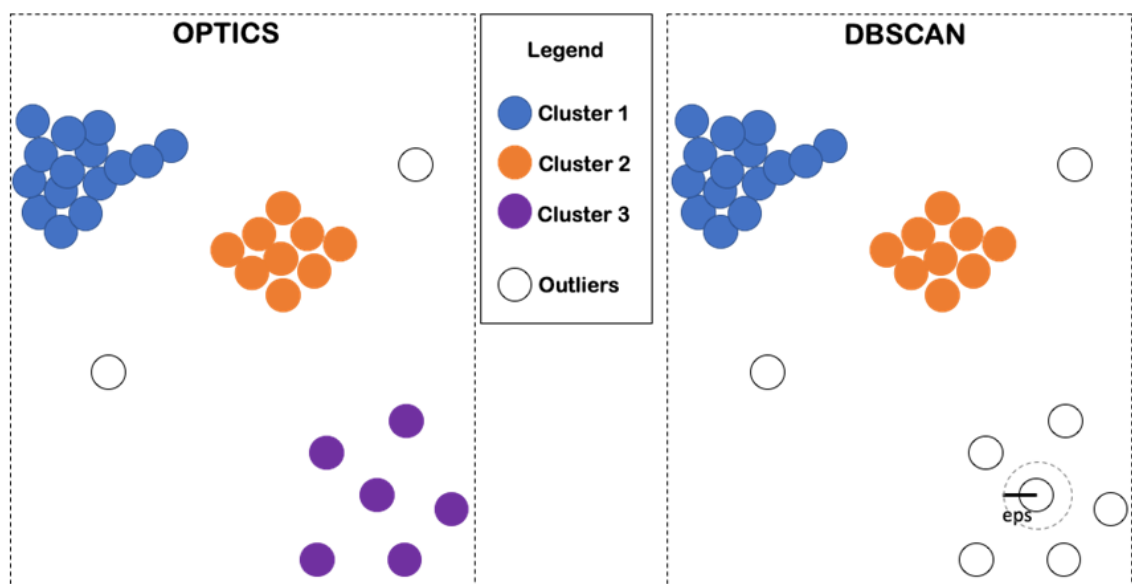 OPTICS
Legend
Cluster 1
Cluster 2
Cluster 3
Outliers
DBSCAN
eps